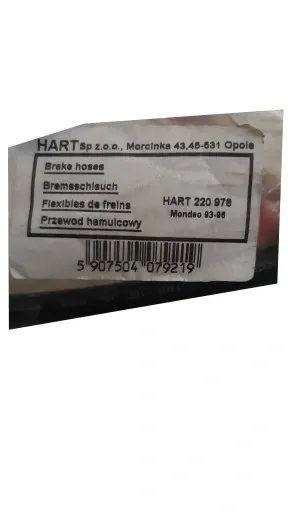 HART Sp z.o.o., Morcinka 43,45-531 Opole
Brake hoses
Bremsschlauch
Flexibles de freins HART 220 978
Przewod hamulcowy Mondeo 93-96
5 907504 079219